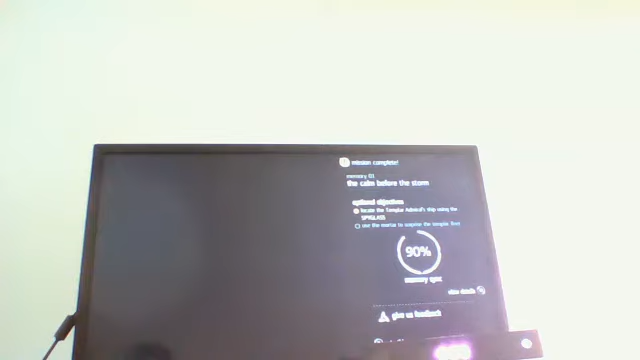 mission complete!
memory 01
the calm before the storm
optional objectives
locate the Templar Admiral's ship using the
SPYGLASS
use the mortar to surprise the templar fleet
90%
memory sync
view details
give us feedback